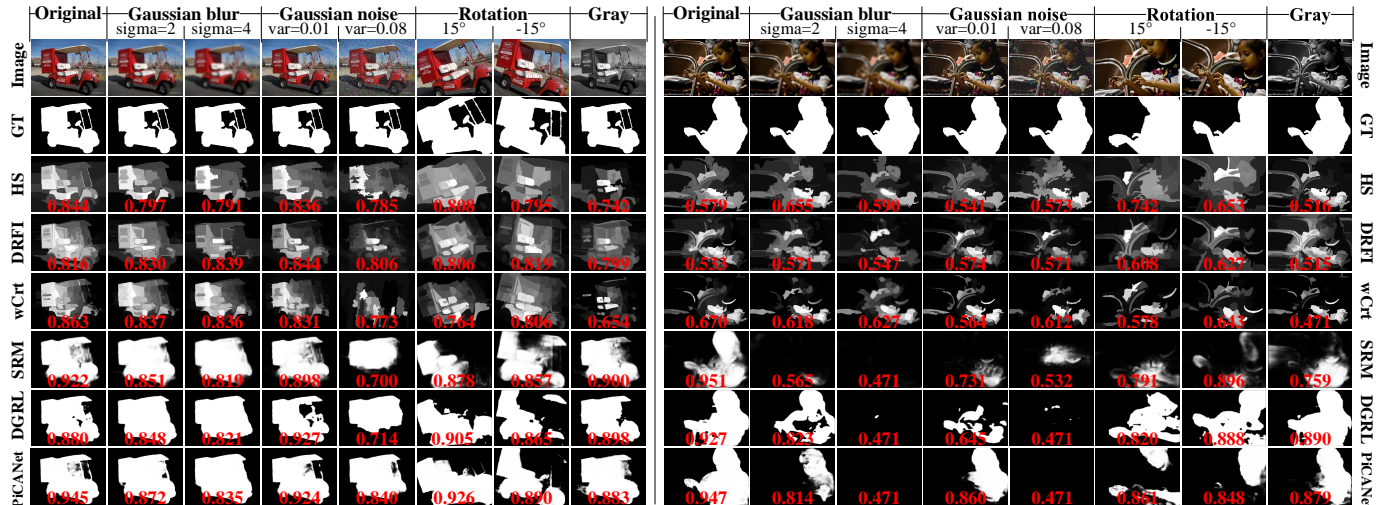 Original Gaussian blur Gaussian noise Rotation Gray Original Gaussian blur Gaussian noise Rotation Gray
sigma=2 sigma=4 var=0.01 var=0.08 15° -15° sigma=2 sigma=4 var=0.01 var=0.08 15° -15°
Image Image
GT GT
HS 0.844 0.797 0.791 0.836 0.785 0.808 0.795 0.742 0.579 0.655 0.590 0.541 0.573 0.742 0.653 0.516 HS
DRFI 0.816 0.830 0.839 0.844 0.806 0.806 0.819 0.799 0.533 0.571 0.547 0.574 0.571 0.608 0.627 0.515 DRFI
wCrt 0.863 0.837 0.836 0.831 0.773 0.764 0.806 0.654 0.670 0.618 0.627 0.564 0.612 0.578 0.643 0.471 wCrt
SRM 0.922 0.851 0.819 0.898 0.700 0.878 0.857 0.900 0.951 0.565 0.471 0.731 0.532 0.791 0.896 0.759 SRM
DGRL 0.880 0.848 0.821 0.927 0.714 0.905 0.865 0.898 0.927 0.823 0.471 0.645 0.471 0.820 0.888 0.890 DGRL
PiCANet 0.945 0.872 0.835 0.924 0.840 0.926 0.890 0.883 0.947 0.814 0.471 0.860 0.471 0.861 0.848 0.879 PiCANe